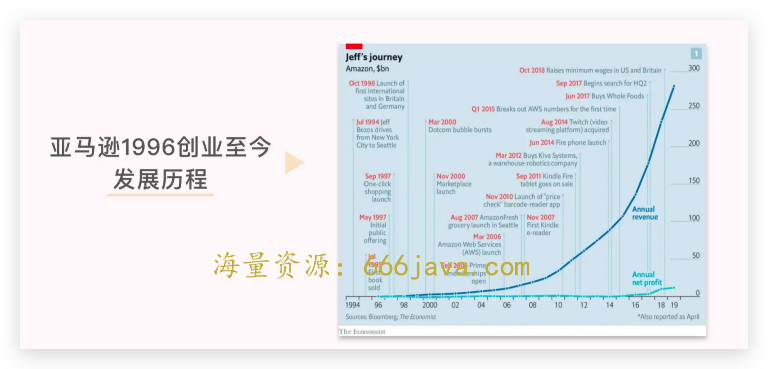 亚马逊1996创业至今
发展历程
Jeff's journey
Amazon, $bn
1
Oct 2018 Raises minimum wages in US and Britain
Oct 1998 Launch of
first international
sites in Britain
and Germany
Sep 2017 Begins search for HQ2
Jun 2017 Buys Whole Foods
Q1 2015 Breaks out AWS numbers for the first time
Jul 1994 Jeff
Bezos drives
from New York
City to Seattle
Mar 2000
Dotcom bubble bursts
Aug 2014 Twitch (video
streaming platform) acquired
Jun 2014 Fire phone launch
Mar 2012 Buys Kiva Systems,
a warehouse-robotics company
Sep 1997
One-click
shopping
launch
Nov 2000
Marketplace
launch
Sep 2011 Kindle Fire
tablet goes on sale
Nov 2010 Launch of "price
check" barcode-reader app
May 1997
Initial
public
offering
Aug 2007 AmazonFresh
grocery launch in Seattle
Nov 2007
First Kindle
e-reader
Mar 2006
Amazon Web Services
(AWS) launch
Prime
open
Jul
book
sold
Annual
revenue
Annual
net profit
300
250
200
150
100
50
0
1994 96 98 2000 02 04 06 08 10 12 14 16 18 19
Sources: Bloomberg; The Economist
*Also reported as April
The Economist
海量资源：666java.com